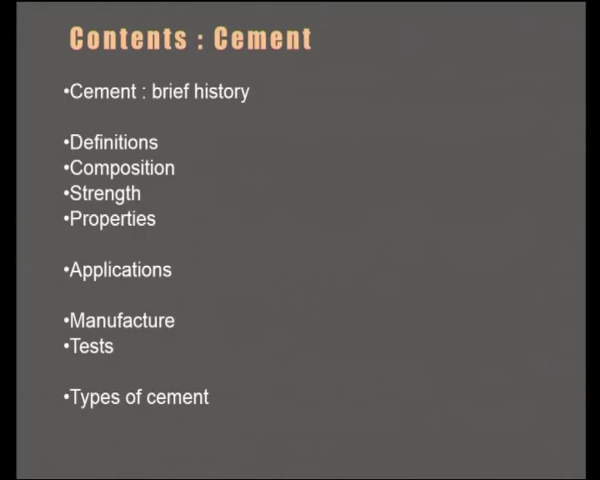 Contents : Cement
•Cement : brief history
•Definitions
•Composition
•Strength
•Properties
•Applications
•Manufacture
•Tests
•Types of cement